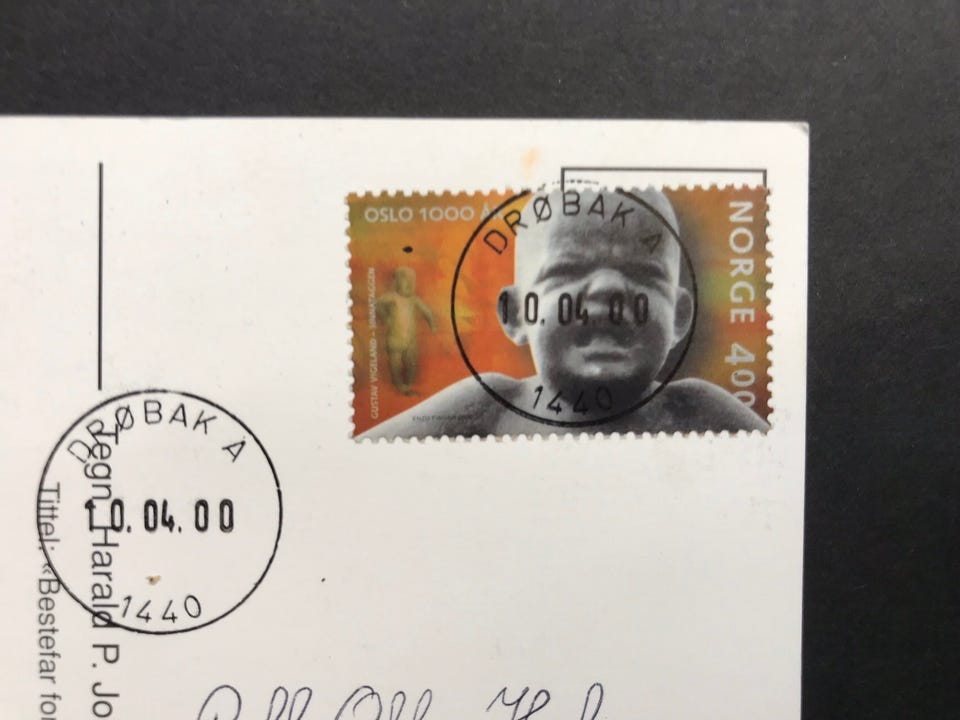 OSLO 1000 ÅR
NORGE 400
GUSTAV VIGELAND - SINNATAGGEN
DRØBAK A
10.04.00
1440
DRØBAK A
10.04.00
1440
Tegn: Harald P. Jo
Tittel: «Bestefar for